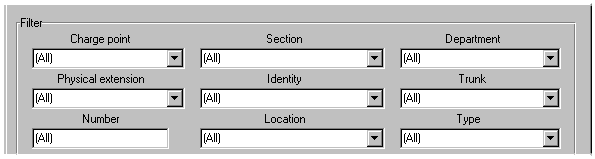 Filter
Charge point Section Department
(All) (All) (All)
Physical extension Identity Trunk
(All) (All) (All)
Number Location Type
(All) (All) (All)